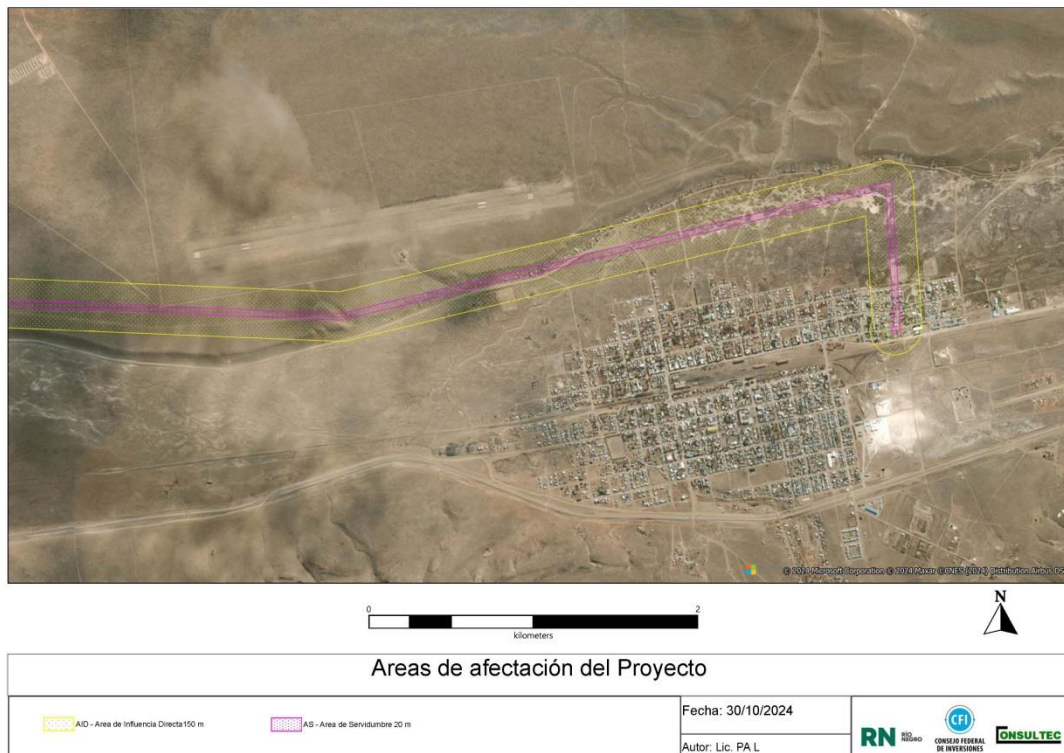 © 2024 Microsoft Corporation © 2024 Maxar ©CNES (2024) Distribution Airbus DS
0 2
kilometers
N
Areas de afectación del Proyecto
AID - Area de Influencia Directa150 m
AS - Area de Servidumbre 20 m
Fecha: 30/10/2024
Autor: Lic. PA L
RN RÍO NEGRO
CFI
CONSEJO FEDERAL
DE INVERSIONES
CONSULTEC